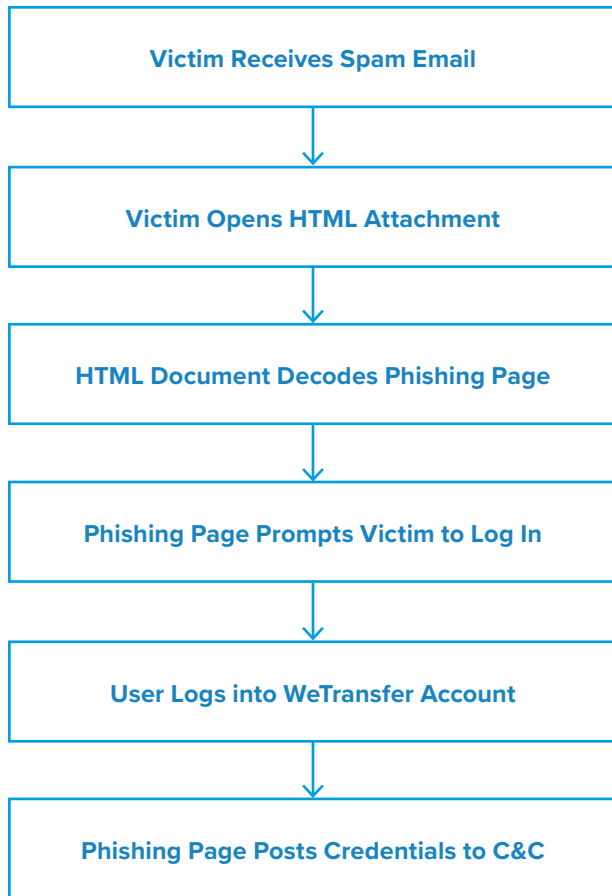 Victim Receives Spam Email
Victim Opens HTML Attachment
HTML Document Decodes Phishing Page
Phishing Page Prompts Victim to Log In
User Logs into WeTransfer Account
Phishing Page Posts Credentials to C&C